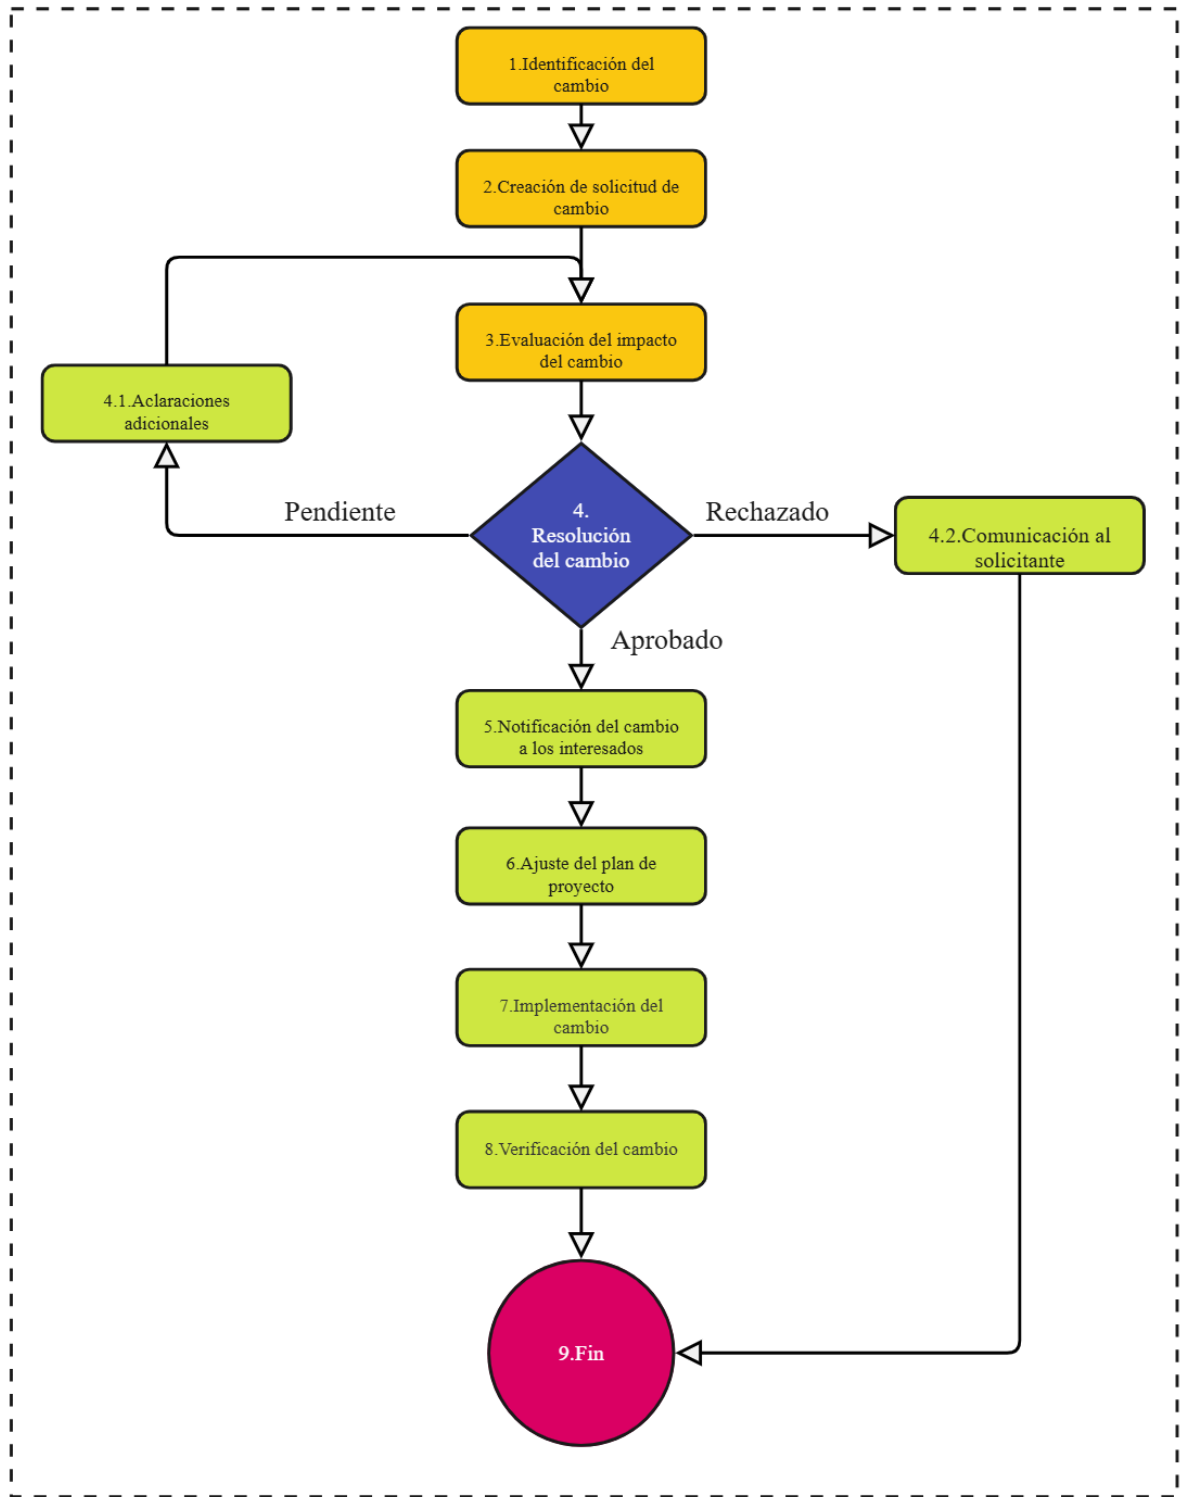 1.Identificación del
cambio
2.Creación de solicitud de
cambio
3.Evaluación del impacto
del cambio
4.1.Aclaraciones
adicionales
Pendiente
4.
Resolución
del cambio
Rechazado
4.2.Comunicación al
solicitante
Aprobado
5.Notificación del cambio
a los interesados
6.Ajuste del plan de
proyecto
7.Implementación del
cambio
8.Verificación del cambio
9.Fin